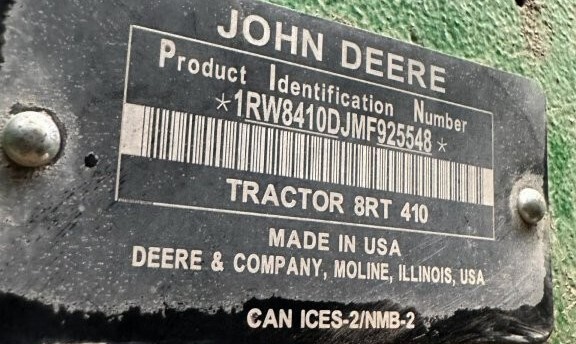 JOHN DEERE
Product Identification Number
*1RW8410DJMF925548*
TRACTOR 8RT 410
MADE IN USA
DEERE & COMPANY, MOLINE, ILLINOIS, USA
CAN ICES-2/NMB-2